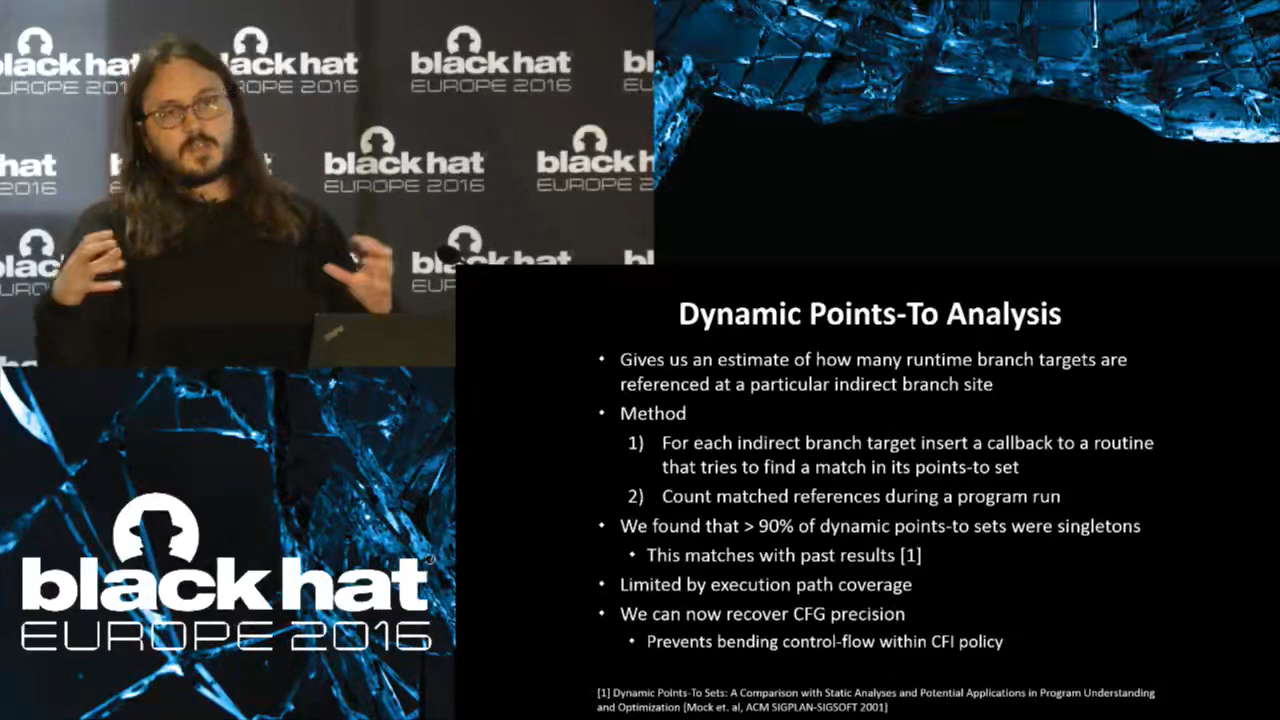 black hat
EUROPE 2016
black hat
EUROPE 2016
black hat
EUROPE 2016
black hat
EUROPE 2016
Dynamic Points-To Analysis
• Gives us an estimate of how many runtime branch targets are
referenced at a particular indirect branch site
• Method
1) For each indirect branch target insert a callback to a routine
that tries to find a match in its points-to set
2) Count matched references during a program run
• We found that > 90% of dynamic points-to sets were singletons
• This matches with past results [1]
• Limited by execution path coverage
• We can now recover CFG precision
• Prevents bending control-flow within CFI policy
[1] Dynamic Points-To Sets: A Comparison with Static Analyses and Potential Applications in Program Understanding
and Optimization [Mock et. al, ACM SIGPLAN-SIGSOFT 2001]
black hat
EUROPE 2016